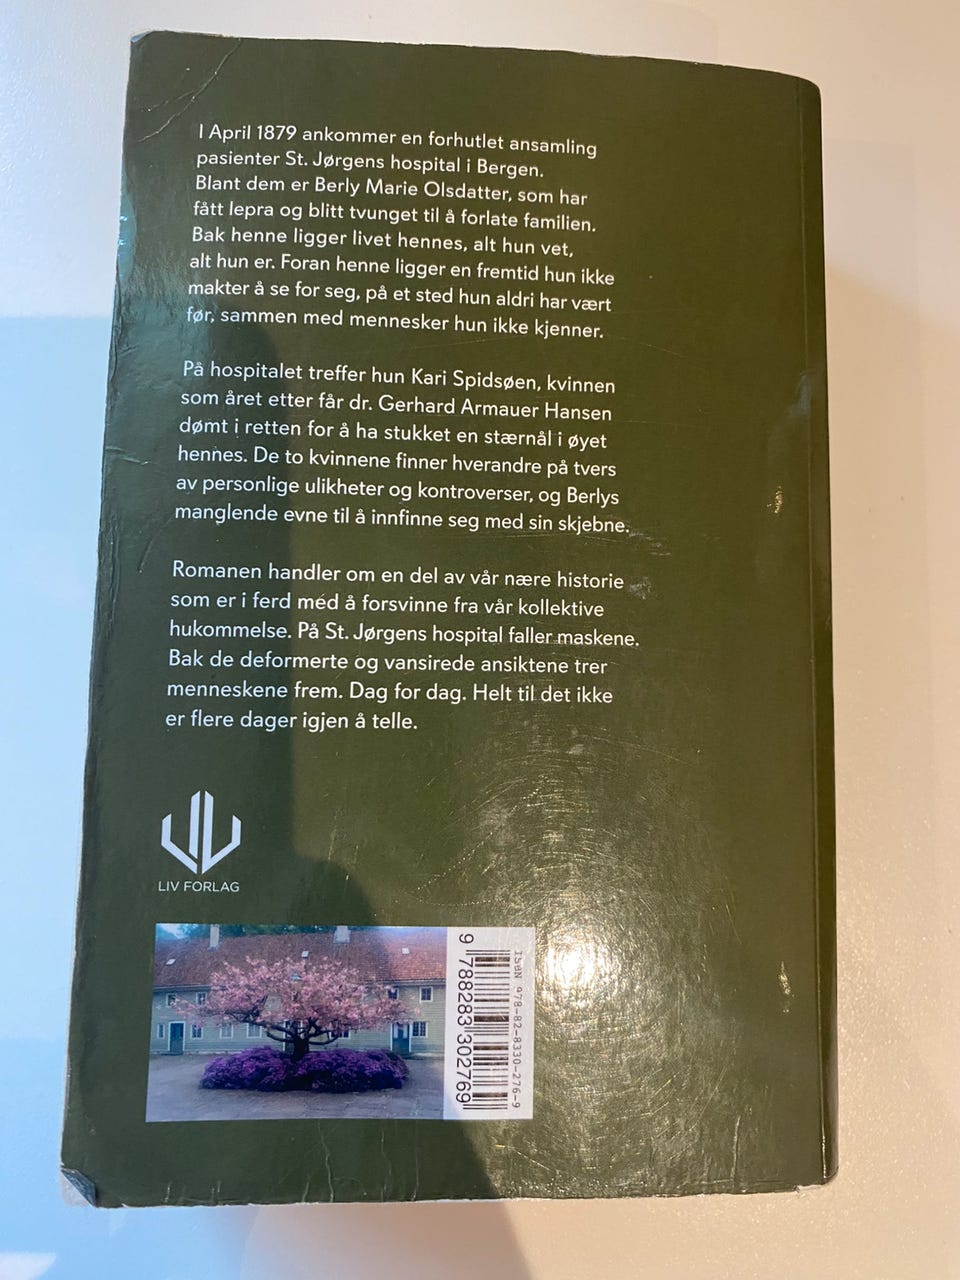 I April 1879 ankommer en forhutlet ansamling
pasienter St. Jørgens hospital i Bergen.
Blant dem er Berly Marie Olsdatter, som har
fått lepra og blitt tvunget til å forlate familien.
Bak henne ligger livet hennes, alt hun vet,
alt hun er. Foran henne ligger en fremtid hun ikke
makter å se for seg, på et sted hun aldri har vært
før, sammen med mennesker hun ikke kjenner.
På hospitalet treffer hun Kari Spidsøen, kvinnen
som året etter får dr. Gerhard Armauer Hansen
dømt i retten for å ha stukket en stærnål i øyet
hennes. De to kvinnene finner hverandre på tvers
av personlige ulikheter og kontroverser, og Berlys
manglende evne til å innfinne seg med sin skjebne.
Romanen handler om en del av vår nære historie
som er i ferd med å forsvinne fra vår kollektive
hukommelse. På St. Jørgens hospital faller maskene.
Bak de deformerte og vansirede ansiktene trer
menneskene frem. Dag for dag. Helt til det ikke
er flere dager igjen å telle.
LIV FORLAG
ISBN 978-82-8330-276-9
9 788283 302769